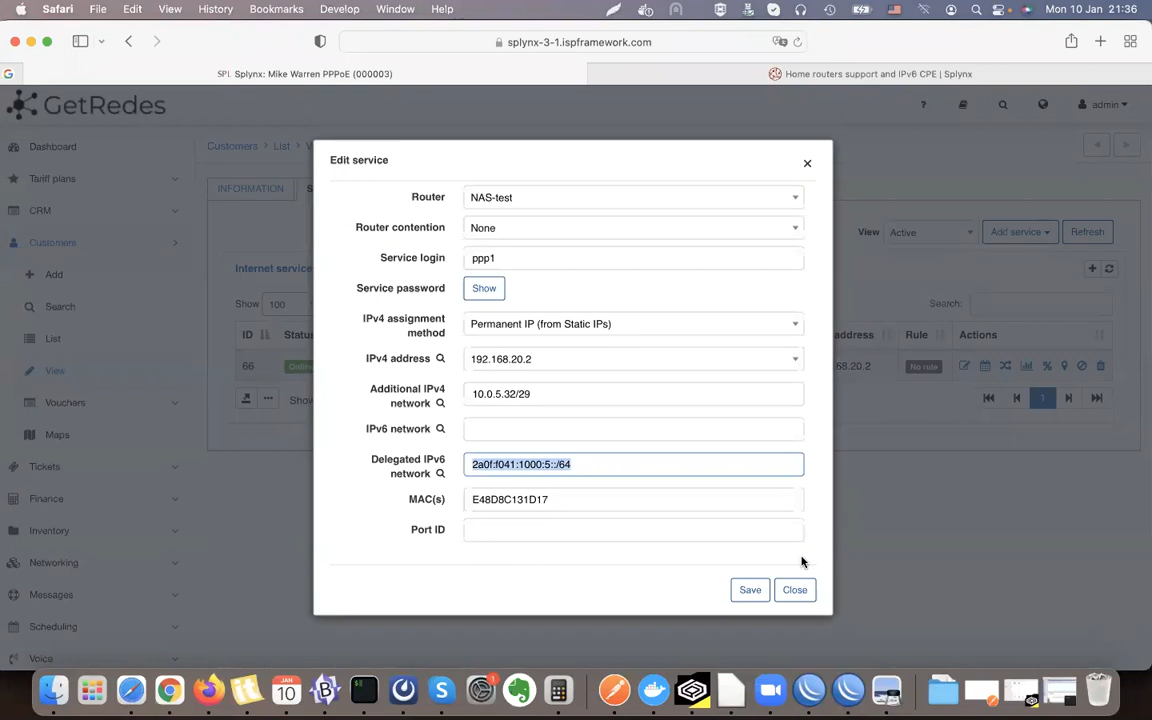 Safari File Edit View History Bookmarks Develop Window Help Mon 10 Jan 21:36
splynx-3-1.ispframework.com
SPL Splynx: Mike Warren PPPoE (000003) Home routers support and IPv6 CPE | Splynx
GetRedes ? admin
Dashboard
Tariff plans
CRM
Customers
Add
Search
List
View
Vouchers
Maps
Tickets
Finance
Inventory
Networking
Messages
Scheduling
Voice
Customers List
INFORMATION
View Active Add service Refresh
Internet service
Show 100 Search:
ID Status address Rule Actions
66 Online 68.20.2 No rule
Show 1
Edit service
Router NAS-test
Router contention None
Service login ppp1
Service password Show
IPv4 assignment
method Permanent IP (from Static IPs)
IPv4 address 192.168.20.2
Additional IPv4
network 10.0.5.32/29
IPv6 network
Delegated IPv6
network 2a0f:f041:1000:5::/64
MAC(s) E48D8C131D17
Port ID
Save Close
JAN
10
1